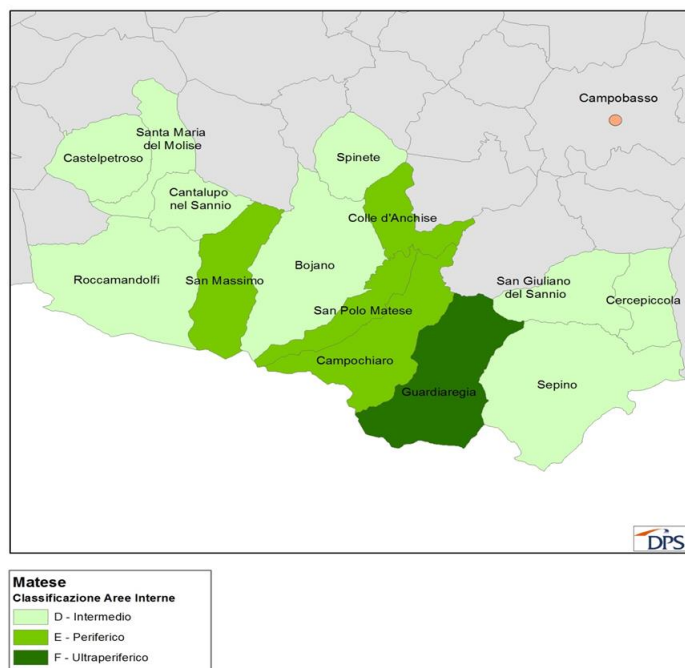 Campobasso
Santa Maria
del Molise
Castelpetroso
Spinete
Cantalupo
nel Sannio
Colle d'Anchise
Bojano
Roccamandolfi
San Massimo
San Giuliano
del Sannio
Cercepiccola
San Polo Matese
Campochiaro
Sepino
Guardiaregia
DPS
Matese
Classificazione Aree Interne
D - Intermedio
E - Periferico
F - Ultraperiferico